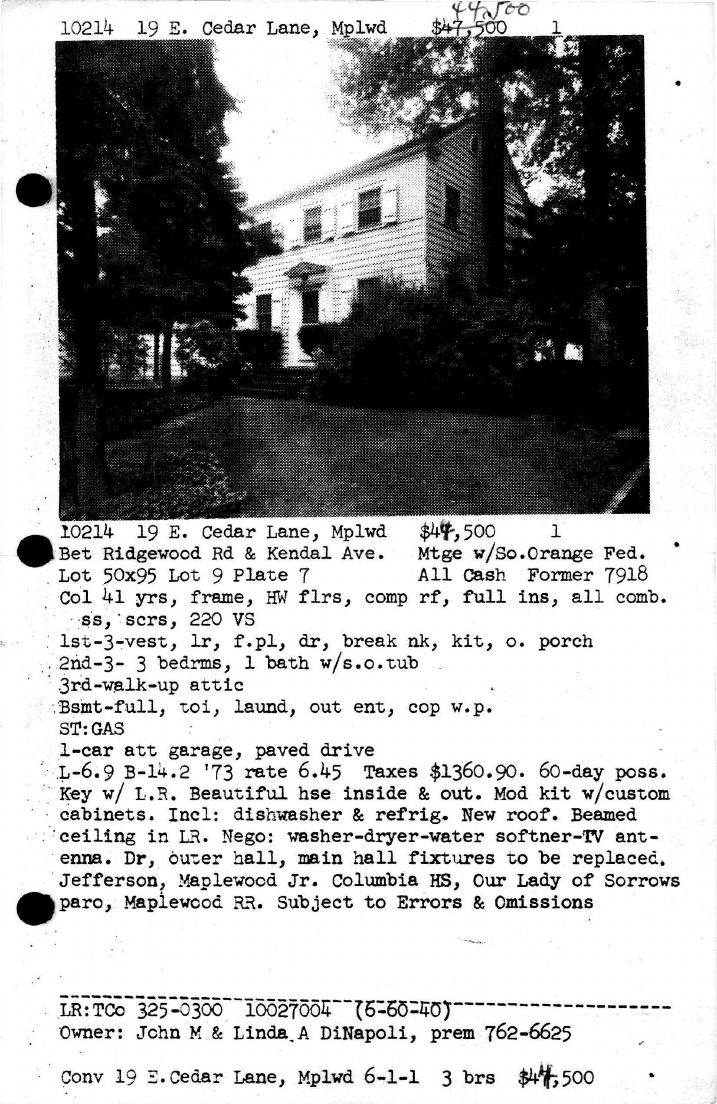 44,500
10214 19 E. Cedar Lane, Mplwd $47,500 1
10214 19 E. Cedar Lane, Mplwd $44,500 1
Bet Ridgewood Rd & Kendal Ave. Mtge w/So.Orange Fed.
Lot 50x95 Lot 9 Plate 7 All Cash Former 7918
Col 41 yrs, frame, HW flrs, comp rf, full ins, all comb.
ss, scrs, 220 VS
1st-3-vest, lr, f.pl, dr, break nk, kit, o. porch
2nd-3- 3 bedrms, 1 bath w/s.o.tub
3rd-walk-up attic
Bsmt-full, toi, laund, out ent, cop w.p.
ST:GAS
1-car att garage, paved drive
L-6.9 B-14.2 '73 rate 6.45 Taxes $1360.90. 60-day poss.
Key w/ L.R. Beautiful hse inside & out. Mod kit w/custom
cabinets. Incl: dishwasher & refrig. New roof. Beamed
ceiling in LR. Nego: washer-dryer-water softner-TV ant-
enna. Dr, outer hall, main hall fixtures to be replaced.
Jefferson, Maplewood Jr. Columbia HS, Our Lady of Sorrows
paro, Maplewood RR. Subject to Errors & Omissions
LR:TCo 325-0300 10027004 (6-60-40)
Owner: John M & Linda A DiNapoli, prem 762-6625
Conv 19 E.Cedar Lane, Mplwd 6-1-1 3 brs $44,500